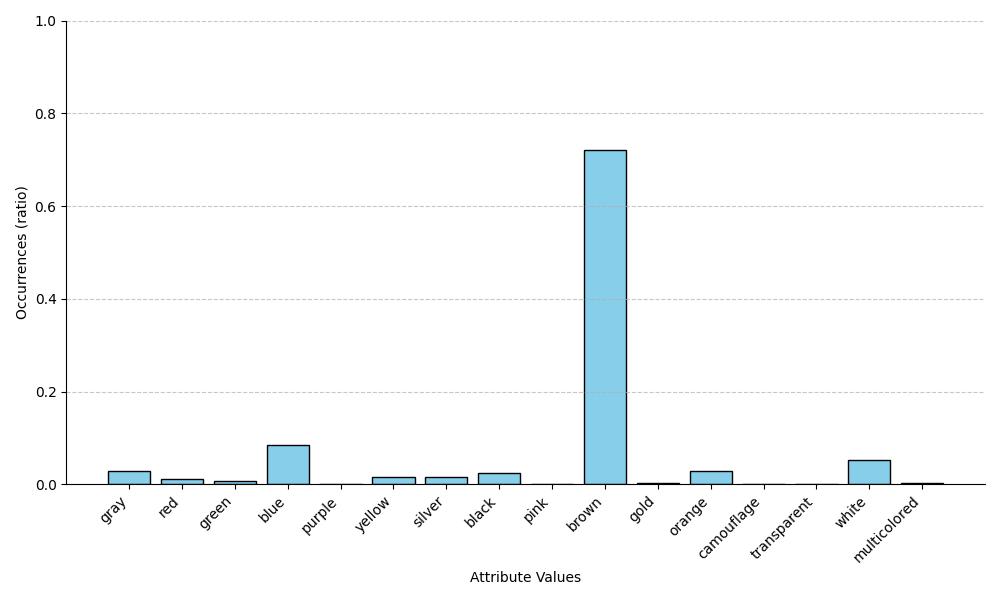 1.0
0.8
0.6
0.4
0.2
0.0
Occurrences (ratio)
gray
red
green
blue
purple
yellow
silver
black
pink
brown
gold
orange
camouflage
transparent
white
multicolored
Attribute Values